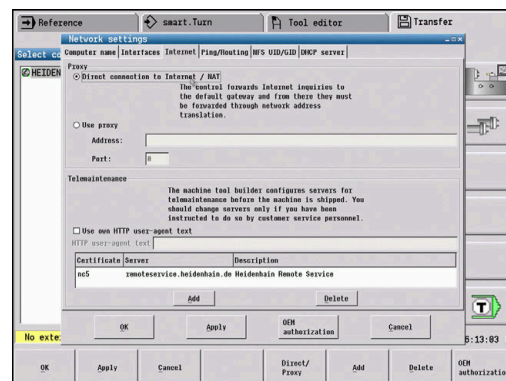 Reference
smart.Turn
Tool editor
Transfer
Network settings
Select co
Computer name Interfaces Internet Ping/Routing NFS UID/GID DHCP server
HEIDEN
Proxy
Direct connection to Internet / NAT
The control forwards Internet inquiries to
the default gateway and from there they must
be forwarded through network address
translation.
Use proxy
Address:
Port:
0
Telemaintenance
The machine tool builder configures servers for
telemaintenance before the machine is shipped. You
should change servers only if you have been
instructed to do so by customer service personnel.
Use own HTTP user-agent text
HTTP user-agent text
Certificate Server Description
nc5 remoteservice.heidenhain.de Heidenhain Remote Service
Add Delete
OK Apply OEM authorization Cancel
T
No exte
6:13:03
OK Apply Cancel Direct/ Proxy Add Delete OEM authorizatio